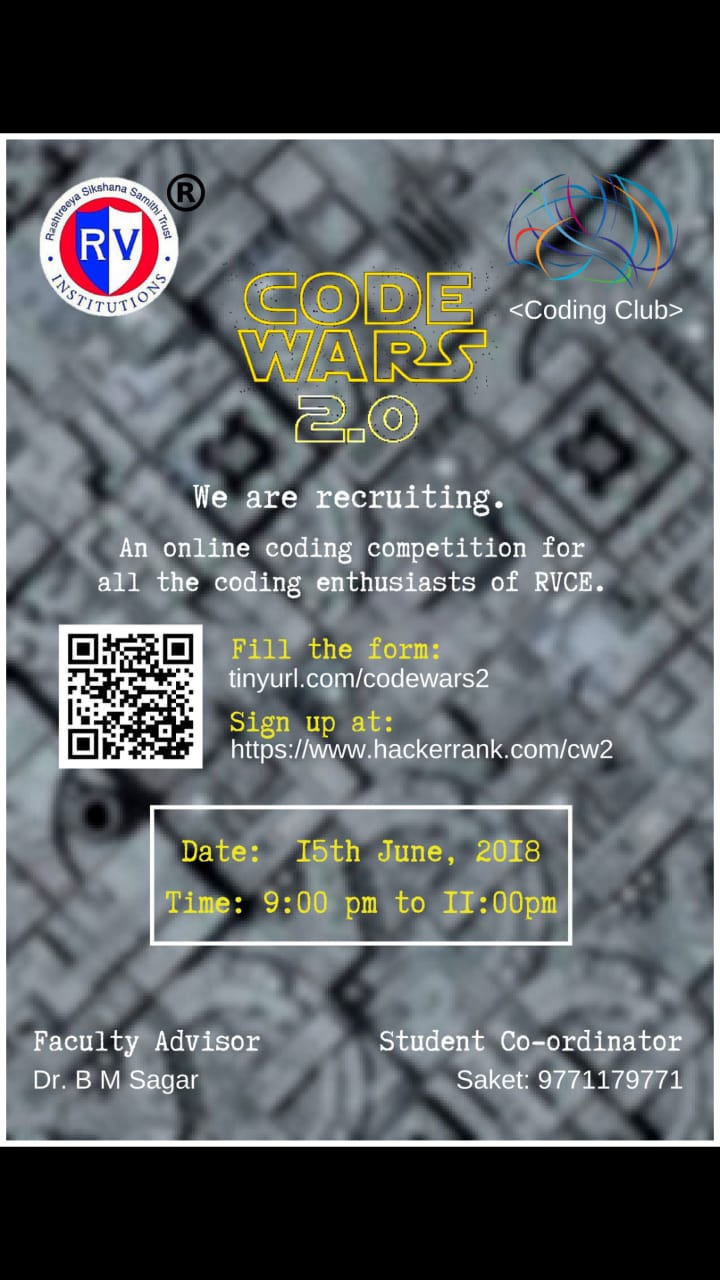 Rashtreeya Sikshana Samithi Trust
RV
INSTITUTIONS
®
<Coding Club>
CODE
WARS
2.0
We are recruiting.
An online coding competition for
all the coding enthusiasts of RVCE.
Fill the form:
tinyurl.com/codewars2
Sign up at:
https://www.hackerrank.com/cw2
Date: 15th June, 2018
Time: 9:00 pm to 11:00pm
Faculty Advisor
Dr. B M Sagar
Student Co-ordinator
Saket: 9771179771